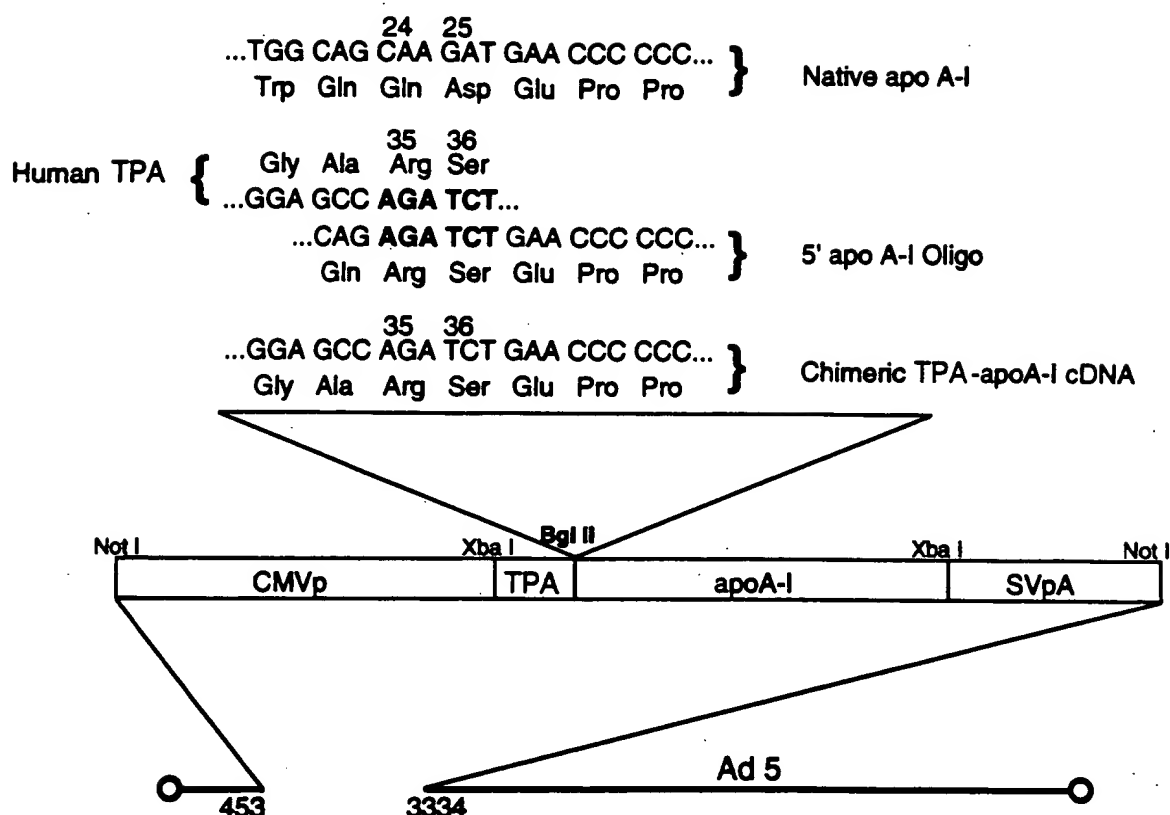 24 25
...TGG CAG CAA GAT GAA CCC CCC...
Trp Gln Gln Asp Glu Pro Pro
} Native apo A-I
35 36
Gly Ala Arg Ser
Human TPA {
...GGA GCC AGA TCT...
...CAG AGA TCT GAA CCC CCC...
Gln Arg Ser Glu Pro Pro
} 5' apo A-I Oligo
35 36
...GGA GCC AGA TCT GAA CCC CCC...
Gly Ala Arg Ser Glu Pro Pro
} Chimeric TPA-apoA-I cDNA
Not I Xba I Bgl II Xba I Not I
CMVp TPA apoA-I SVpA
Ad 5
453 3334